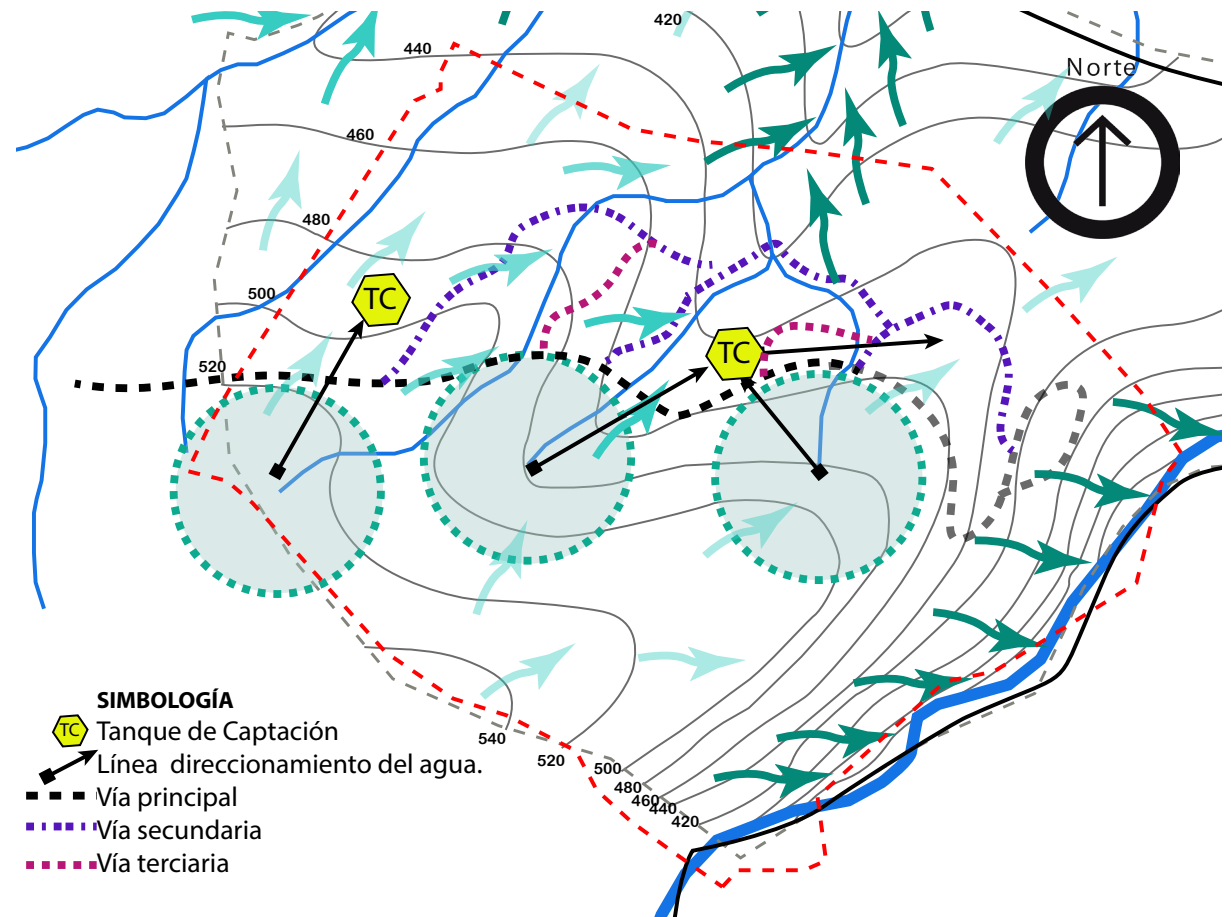 420
440
Norte
460
480
500
TC
520
TC
SIMBOLOGÍA
TC Tanque de Captación
Línea direccionamiento del agua.
Vía principal
Vía secundaria
Vía terciaria
540
520
500
480
460
440
420